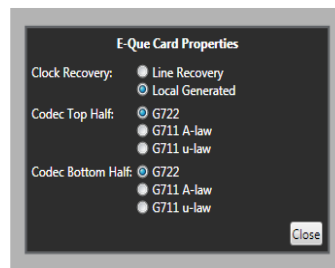 E-Que Card Properties
Clock Recovery: Line Recovery
Local Generated
Codec Top Half: G722
G711 A-law
G711 u-law
Codec Bottom Half: G722
G711 A-law
G711 u-law
Close